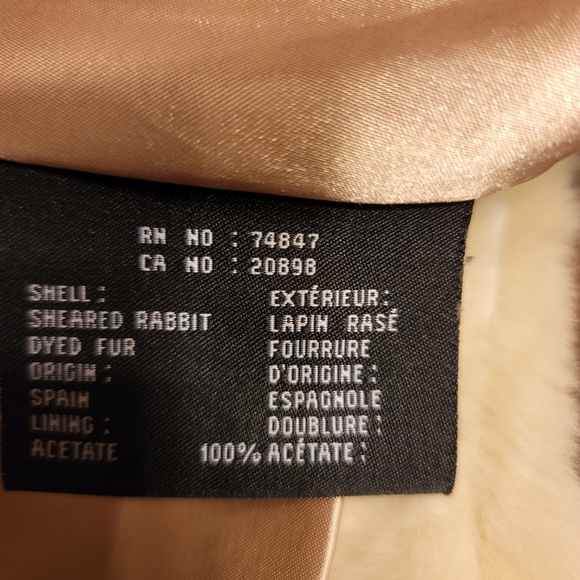 RN NO : 74847
CA NO : 20898
SHELL :
SHEARED RABBIT
DYED FUR
ORIGIN :
SPAIN
LINING :
ACETATE
EXTÉRIEUR :
LAPIN RASÉ
FOURRURE
D'ORIGINE :
ESPAGNOLE
DOUBLURE :
100% ACÉTATE :